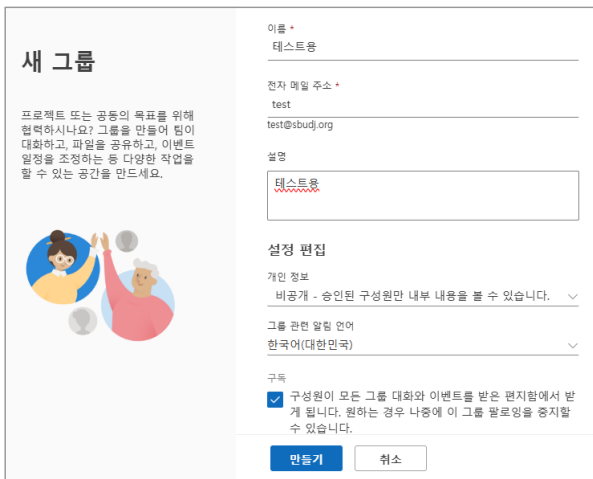 새 그룹
프로젝트 또는 공동의 목표를 위해
협력하시나요? 그룹을 만들어 팀이
대화하고, 파일을 공유하고, 이벤트
일정을 조정하는 등 다양한 작업을
할 수 있는 공간을 만드세요.
이름 *
테스트용
전자 메일 주소 *
test
test@sbudj.org
설명
테스트용
설정 편집
개인 정보
비공개 - 승인된 구성원만 내부 내용을 볼 수 있습니다.
그룹 관련 알림 언어
한국어(대한민국)
구독
구성원이 모든 그룹 대화와 이벤트를 받은 편지함에서 받
게 됩니다. 원하는 경우 나중에 이 그룹 팔로잉을 중지할
수 있습니다.
만들기 취소